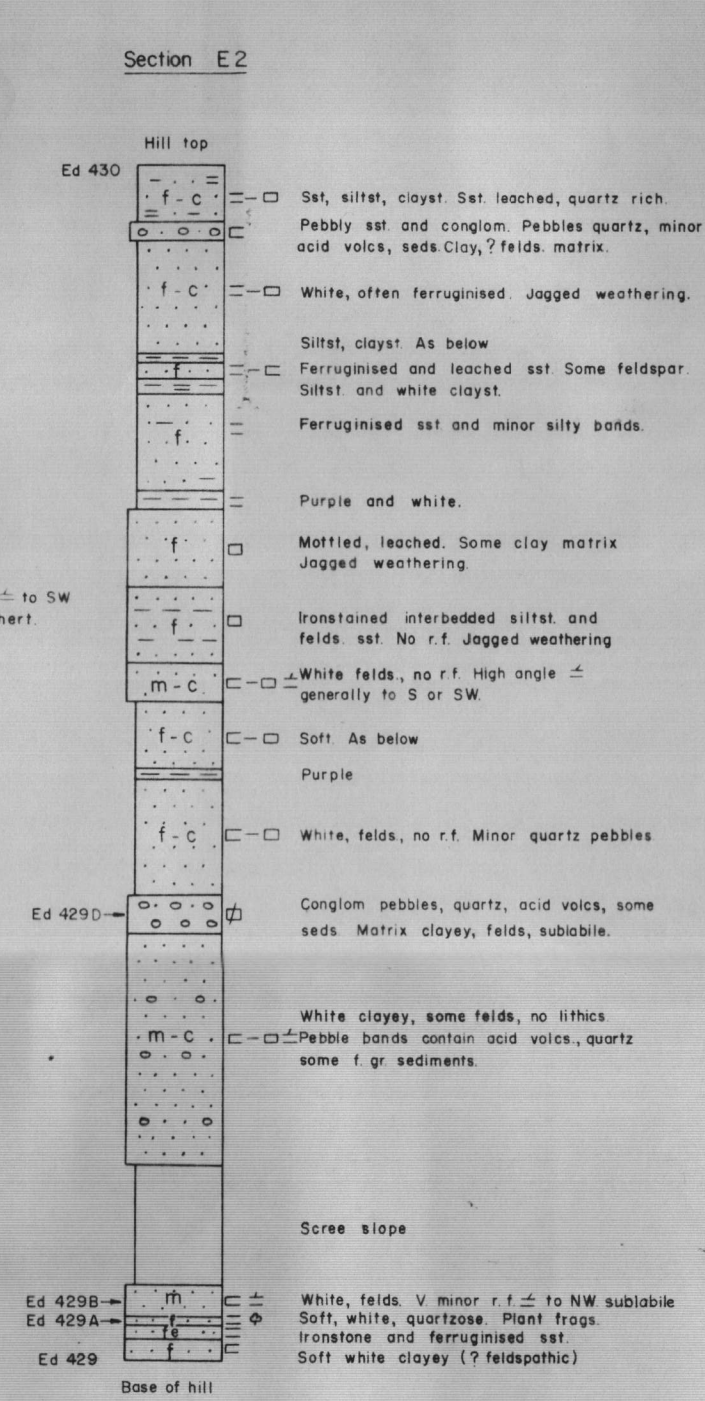 Section E2
Hill top
Ed 430
f - c
Sst, siltst, clayst. Sst. leached, quartz rich.
Pebbly sst. and conglom. Pebbles quartz, minor
acid volcs, seds. Clay, ? felds. matrix.
f - c
White, often ferruginised. Jagged weathering.
Siltst, clayst. As below
f
Ferruginised and leached sst. Some feldspar.
Siltst. and white clayst.
f
Ferruginised sst. and minor silty bands.
Purple and white.
f
Mottled, leached. Some clay matrix
Jagged weathering.
to SW
f
Ironstained interbedded siltst. and
felds. sst. No r.f. Jagged weathering
m - c
White felds., no r.f. High angle
generally to S or SW.
f - c
Soft. As below
Purple
f - c
White, felds., no r.f. Minor quartz pebbles
Ed 429D
Conglom pebbles, quartz, acid volcs, some
seds. Matrix clayey, felds, sublabile.
White clayey, some felds, no lithics.
m - c
Pebble bands contain acid volcs., quartz
some f. gr. sediments.
Scree slope
Ed 429B
m
White, felds. V. minor r.f. to NW. sublabile
Ed 429A
f
Soft, white, quartzose. Plant frags.
fe
Ironstone and ferruginised sst.
Ed 429
f
Soft white clayey (? feldspathic)
Base of hill